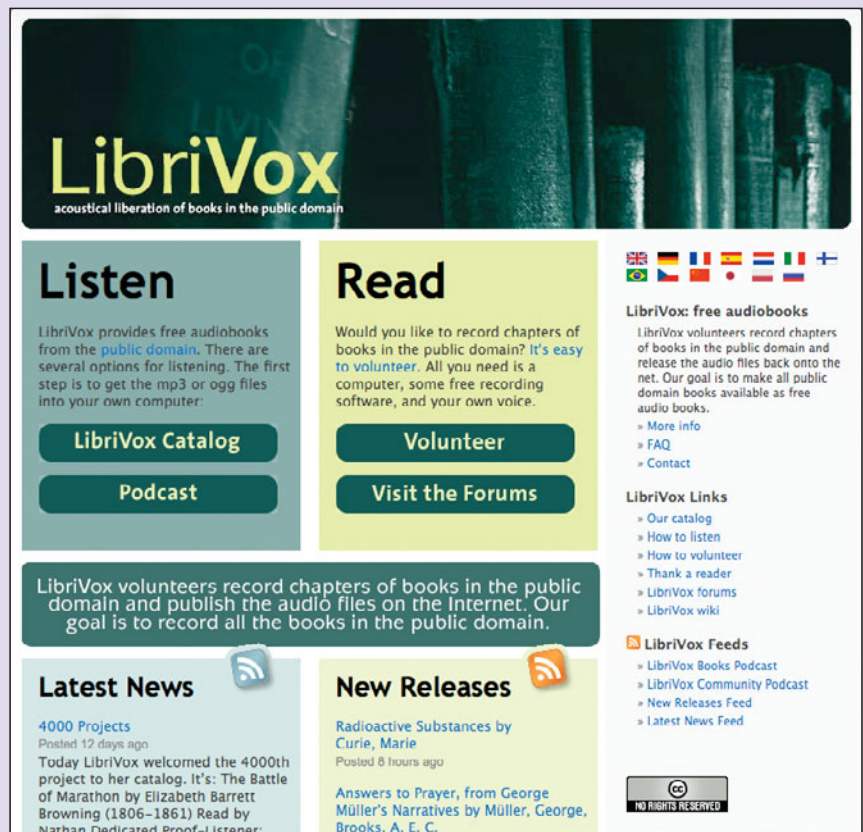 LibriVox
acoustical liberation of books in the public domain
Listen
LibriVox provides free audiobooks
from the public domain. There are
several options for listening. The first
step is to get the mp3 or ogg files
into your own computer:
LibriVox Catalog
Podcast
Read
Would you like to record chapters of
books in the public domain? It's easy
to volunteer. All you need is a
computer, some free recording
software, and your own voice.
Volunteer
Visit the Forums
LibriVox volunteers record chapters of books in the public
domain and publish the audio files on the Internet. Our
goal is to record all the books in the public domain.
Latest News
4000 Projects
Posted 12 days ago
Today LibriVox welcomed the 4000th
project to her catalog. It's: The Battle
of Marathon by Elizabeth Barrett
Browning (1806-1861) Read by
Nathan Dedicated Proof-Listener:
New Releases
Radioactive Substances by
Curie, Marie
Posted 8 hours ago
Answers to Prayer, from George
Müller's Narratives by Müller, George,
Brooks, A. E. C.
LibriVox: free audiobooks
LibriVox volunteers record chapters
of books in the public domain and
release the audio files back onto the
net. Our goal is to make all public
domain books available as free
audio books.
» More info
» FAQ
» Contact
LibriVox Links
» Our catalog
» How to listen
» How to volunteer
» Thank a reader
» LibriVox forums
» LibriVox wiki
LibriVox Feeds
» LibriVox Books Podcast
» LibriVox Community Podcast
» New Releases Feed
» Latest News Feed
cc
NO RIGHTS RESERVED